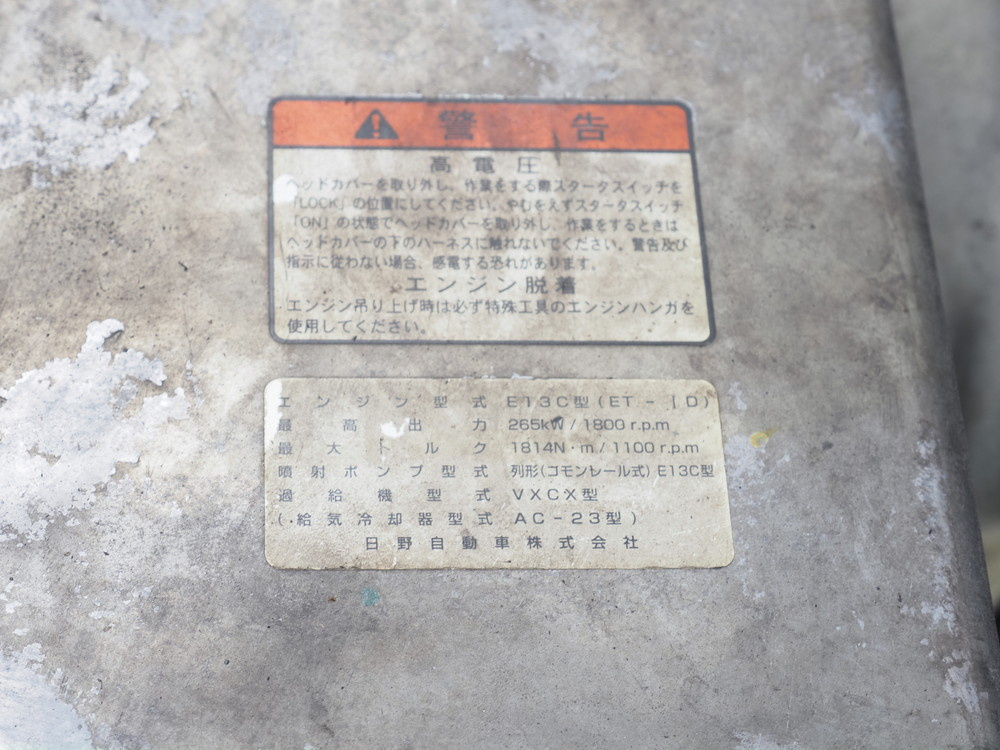 警告
高電圧
ヘッドカバーを取り外し、作業をする際スタータスイッチを
「LOCK」の位置にしてください。やむをえずスタータスイッチ
「ON」の状態でヘッドカバーを取り外し、作業をするときは
ヘッドカバーの下のハーネスに触れないでください。警告及び
指示に従わない場合、感電する恐れがあります。
エンジン脱着
エンジン吊り上げ時は必ず特殊工具のエンジンハンガを
使用してください。
エンジン型式 E13C型(ET-ID)
最高出力 265kW/1800r.p.m
最大トルク 1814N・m/1100r.p.m
噴射ポンプ型式 列形(コモンレール式)E13C型
過給機型式 VXCX型
(給気冷却器型式 AC-23型)
日野自動車株式会社